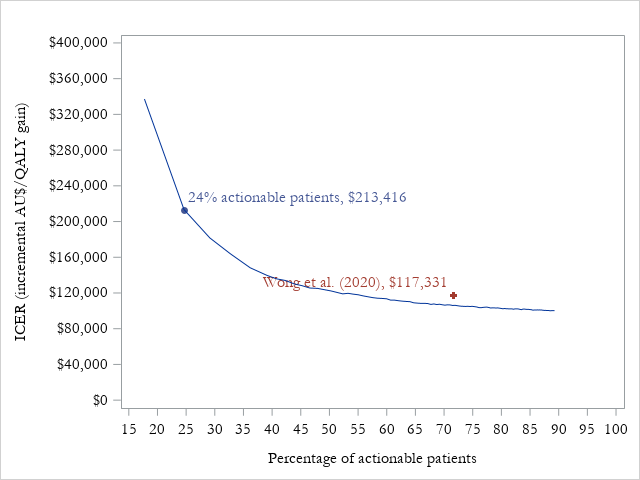 $400,000
$360,000
$320,000
$280,000
$240,000
$200,000
$160,000
$120,000
$80,000
$40,000
$0
ICER (incremental AU$/QALY gain)
24% actionable patients, $213,416
Wong et al. (2020), $117,331
15 20 25 30 35 40 45 50 55 60 65 70 75 80 85 90 95 100
Percentage of actionable patients